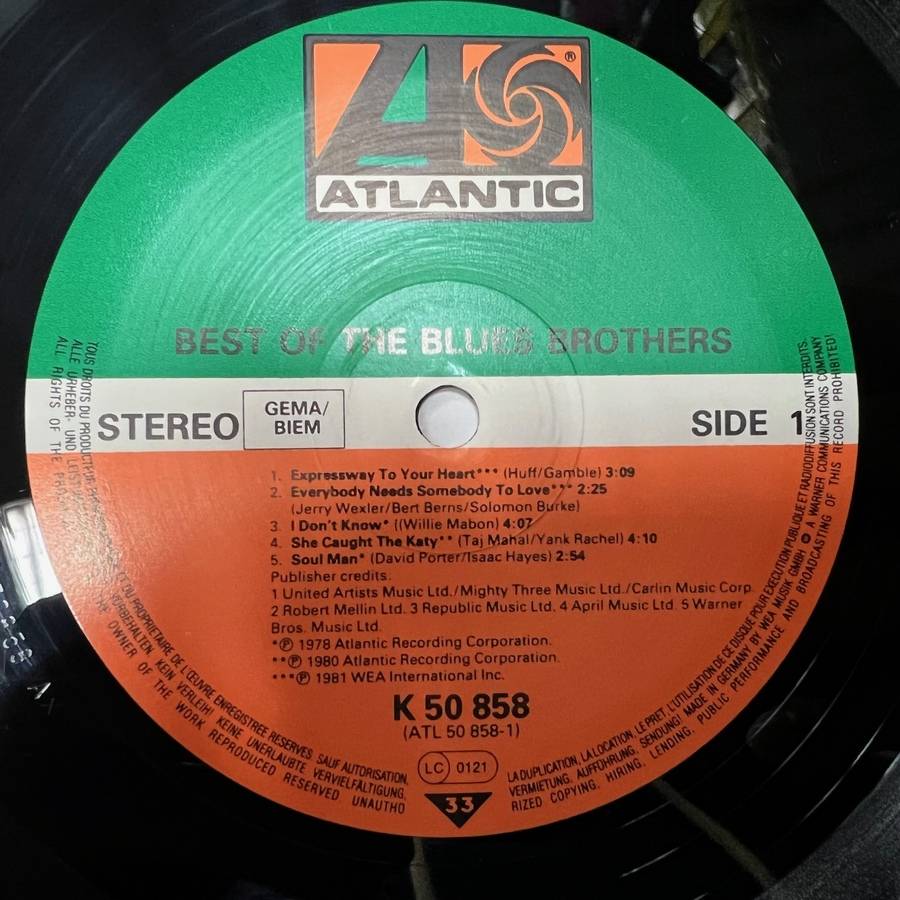 ATLANTIC
®
BEST OF THE BLUES BROTHERS
STEREO
GEMA/
BIEM
SIDE 1
1. Expressway To Your Heart*** (Huff/Gamble) 3:09
2. Everybody Needs Somebody To Love*** 2:25
(Jerry Wexler/Bert Berns/Solomon Burke)
3. I Don't Know* ((Willie Mabon) 4:07
4. She Caught The Katy** (Taj Mahal/Yank Rachel) 4:10
5. Soul Man* (David Porter/Isaac Hayes) 2:54
Publisher credits:
1 United Artists Music Ltd./Mighty Three Music Ltd./Carlin Music Corp.
2 Robert Mellin Ltd. 3 Republic Music Ltd. 4 April Music Ltd. 5 Warner
Bros. Music Ltd.
*℗ 1978 Atlantic Recording Corporation.
**℗ 1980 Atlantic Recording Corporation.
***℗ 1981 WEA International Inc.
K 50 858
(ATL 50 858-1)
LC 0121
33
TOUS DROITS DU PRODUCTEUR ET DU PROPRIETAIRE DE L'ŒUVRE ENREGISTREE RESERVES. SAUF AUTORISATION,
LA DUPLICATION, LA LOCATION, LE PRET, L'UTILISATION DE CE DISQUE POUR EXECUTION PUBLIQUE ET RADIODIFFUSION SONT INTERDITS.
ALLE URHEBER- UND VORBEHALTEN. KEIN VERLEIH! KEINE UNERLAUBTE VERVIELFÄLTIGUNG,
VERMIETUNG, AUFFÜHRUNG, SENDUNG! MADE IN GERMANY BY WEA MUSIK GMBH A WARNER COMMUNICATIONS COMPANY
ALL RIGHTS OF THE OWNER OF THE WORK REPRODUCED RESERVED UNAUTHO
RIZED COPYING, HIRING, LENDING, PUBLIC PERFORMANCE AND BROADCASTING OF THIS RECORD PROHIBITED!